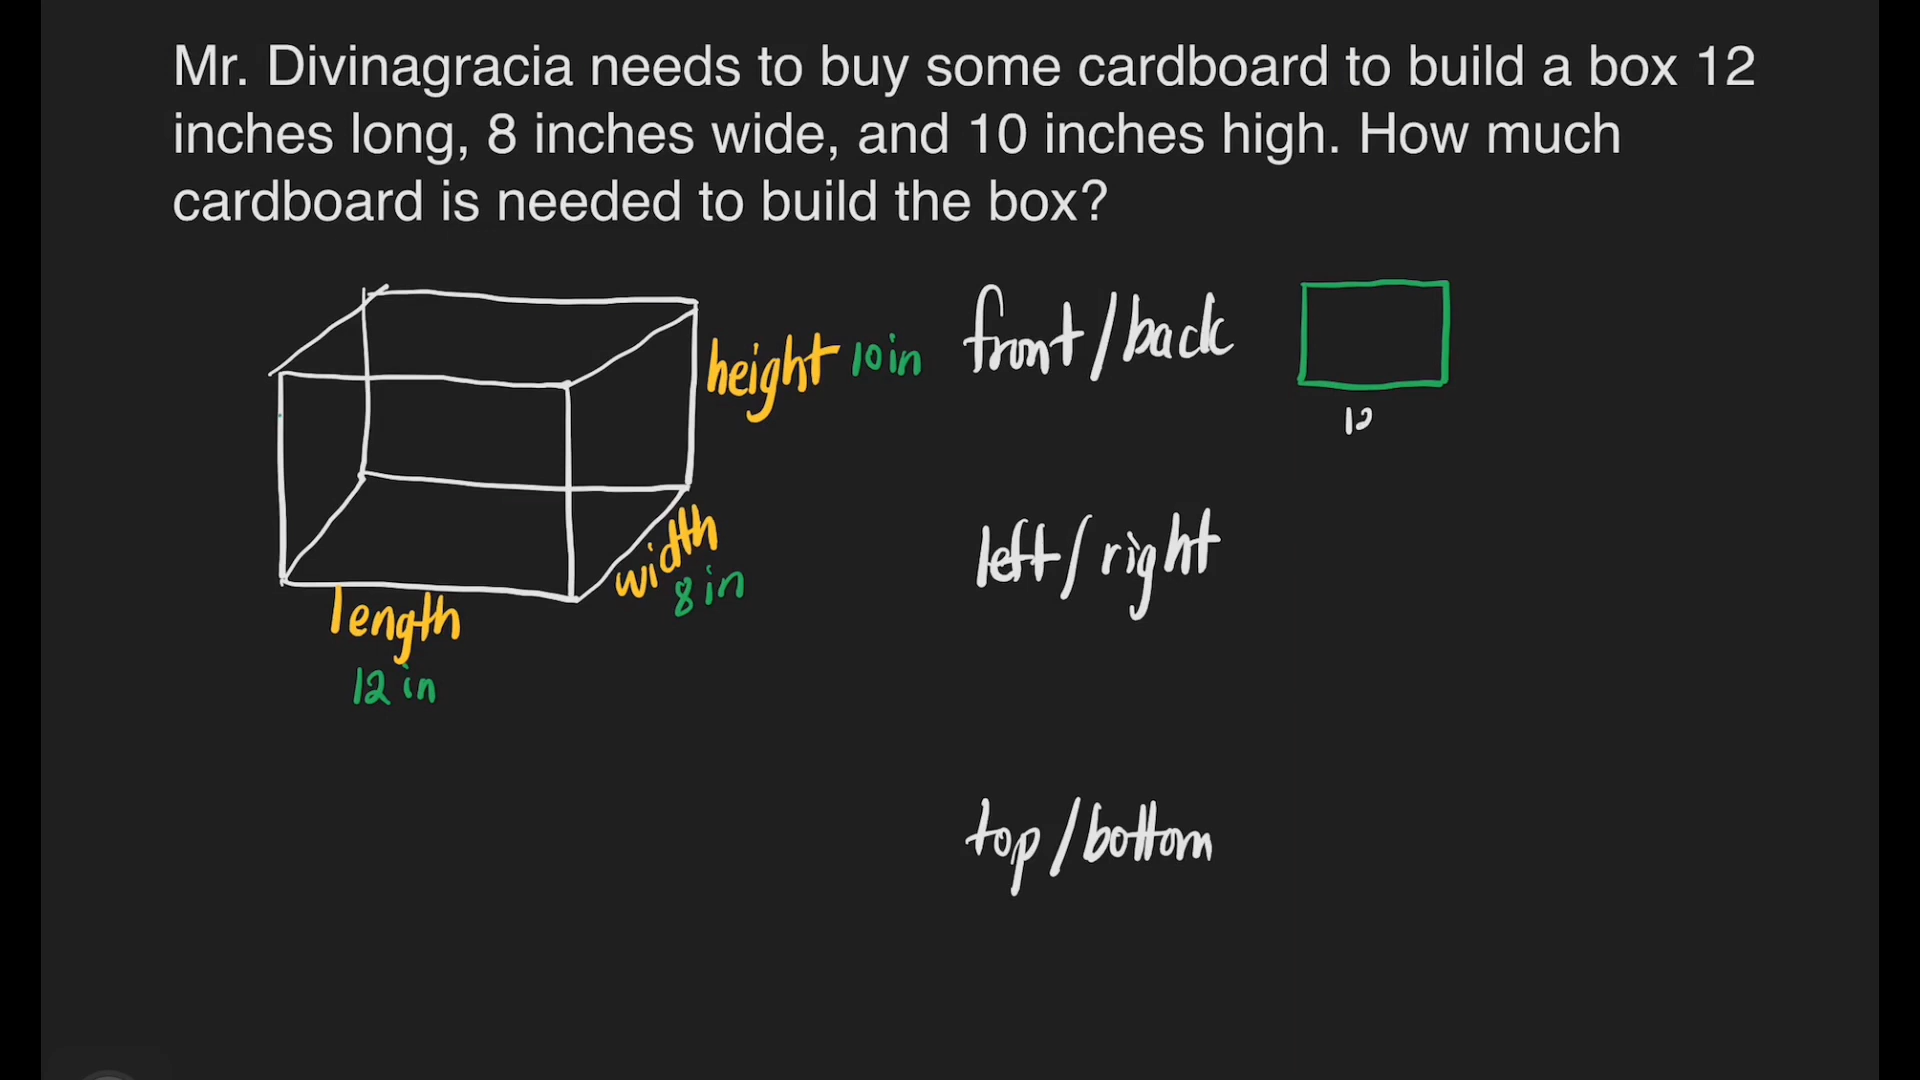 Mr. Divinagracia needs to buy some cardboard to build a box 12
inches long, 8 inches wide, and 10 inches high. How much
cardboard is needed to build the box?
height 10in
front/back
12
width
8 in
left/right
length
12 in
top/bottom